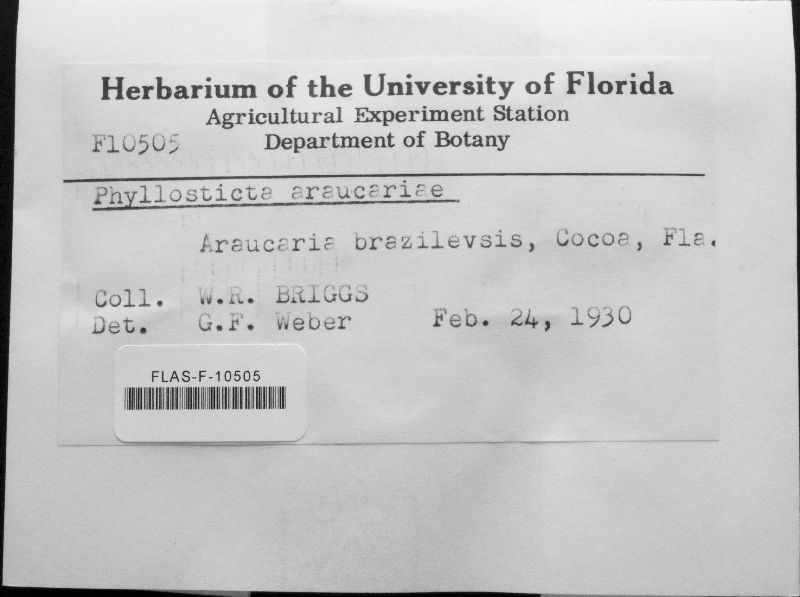 Herbarium of the University of Florida
Agricultural Experiment Station
F10505 Department of Botany
Phyllosticta araucariae
Araucaria brazilevsis, Cocoa, Fla.
Coll. W.R. BRIGGS
Det. G.F. Weber Feb. 24, 1930
FLAS-F-10505